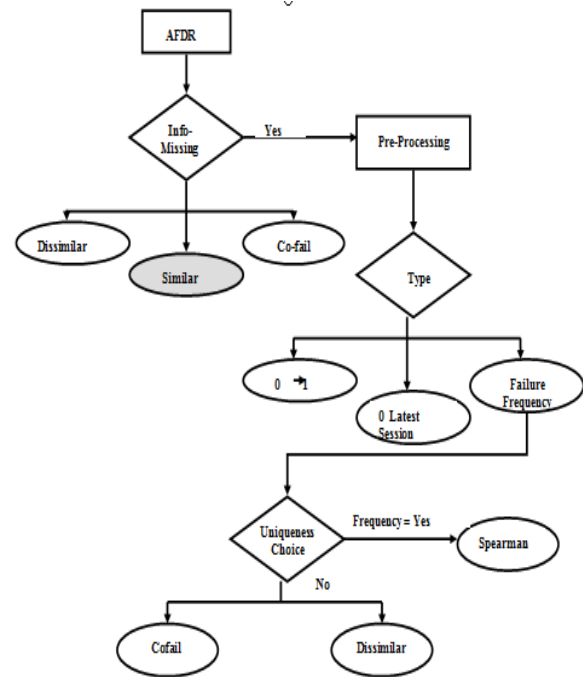 AFDR
Info-
Missing
Yes
Pre-Processing
Dissimilar
Similar
Co-fail
Type
0 → 1
0 Latest
Session
Failure
Frequency
Uniqueness
Choice
Frequency = Yes
Spearman
No
Cofail
Dissimilar